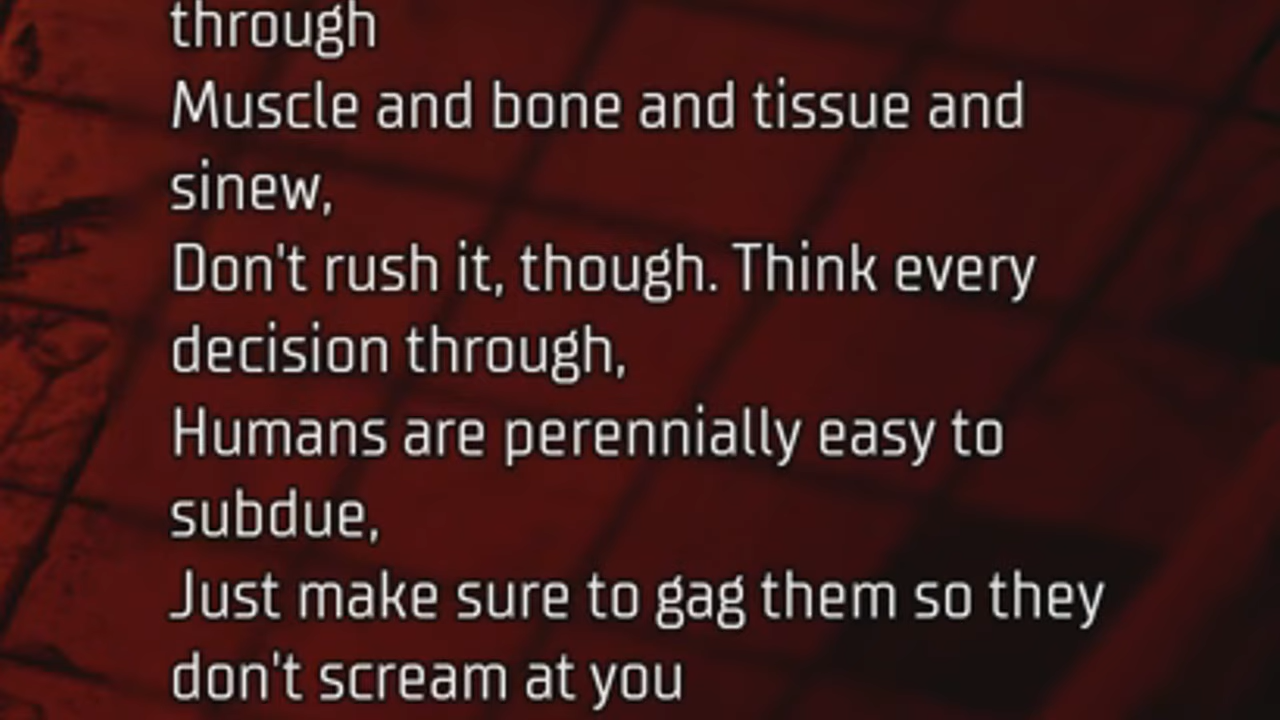 through
Muscle and bone and tissue and
sinew,
Don't rush it, though. Think every
decision through,
Humans are perennially easy to
subdue,
Just make sure to gag them so they
don't scream at you